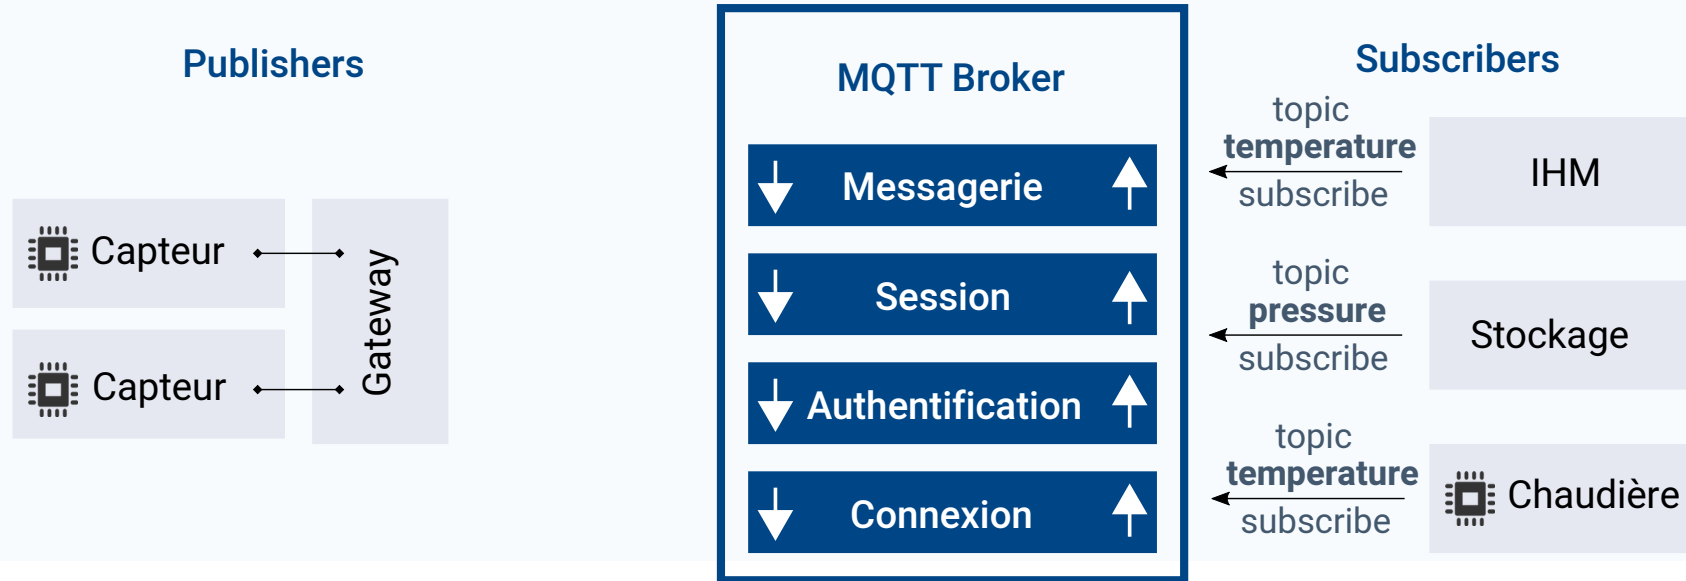 Publishers
Capteur
Capteur
Gateway
MQTT Broker
Messagerie
Session
Authentification
Connexion
Subscribers
topic
temperature
subscribe
IHM
topic
pressure
subscribe
Stockage
topic
temperature
subscribe
Chaudière